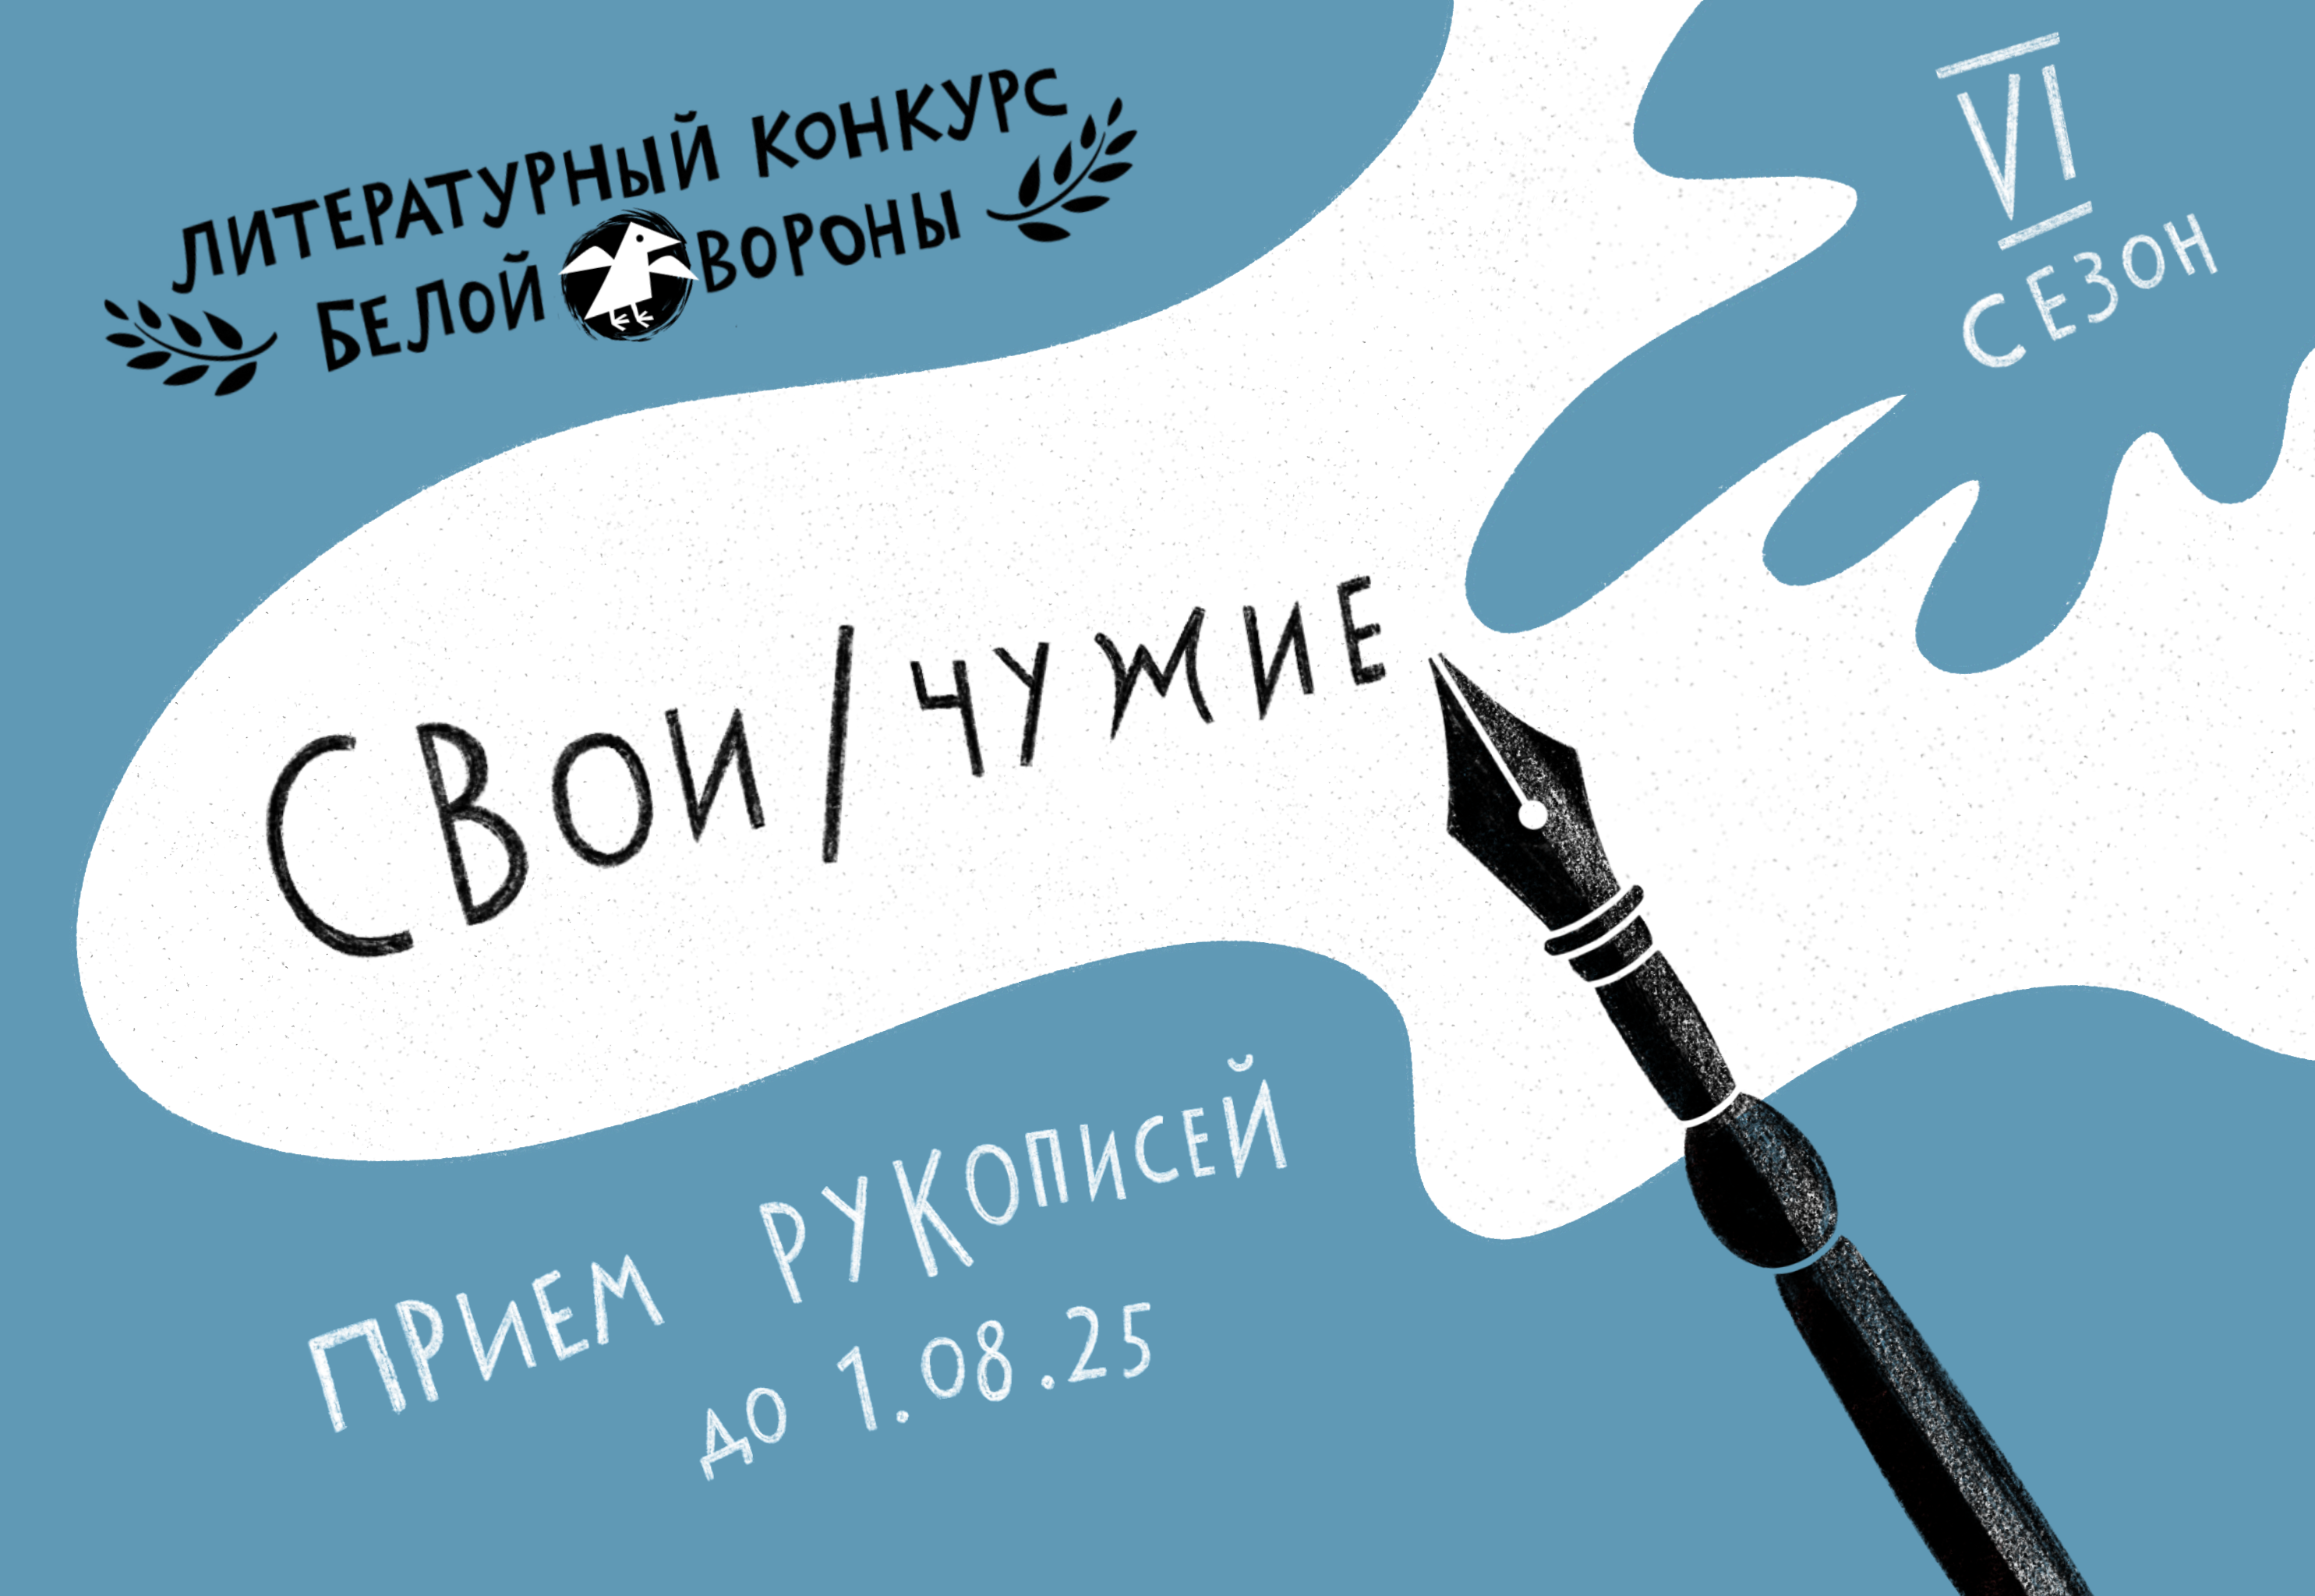 ЛИТЕРАТУРНЫЙ КОНКУРС
БЕЛОЙ ВОРОНЫ
VI
СЕЗОН
СВОИ/ЧУЖИЕ
ПРИЕМ РУКОПИСЕЙ
ДО 1.08.25